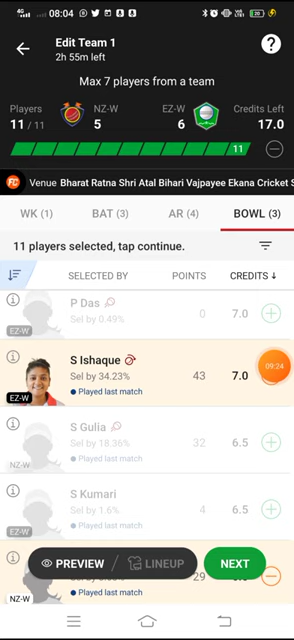 4G 08:04 20
Edit Team 1
2h 55m left
?
Max 7 players from a team
Players NZ-W EZ-W Credits Left
11 / 11 5 6 17.0
11
FC Venue Bharat Ratna Shri Atal Bihari Vajpayee Ekana Cricket S
WK (1) BAT (3) AR (4) BOWL (3)
11 players selected, tap continue.
SELECTED BY POINTS CREDITS ↓
P Das
Sel by 0.49% 0 7.0
EZ-W
S Ishaque
Sel by 34.23% 43 7.0 09:24
Played last match
EZ-W
S Gulia
Sel by 18.36% 32 6.5
Played last match
NZ-W
S Kumari
Sel by 1.6% 4 6.5
Played last match
EZ-W
PREVIEW / LINEUP NEXT
29
Played last match
NZ-W